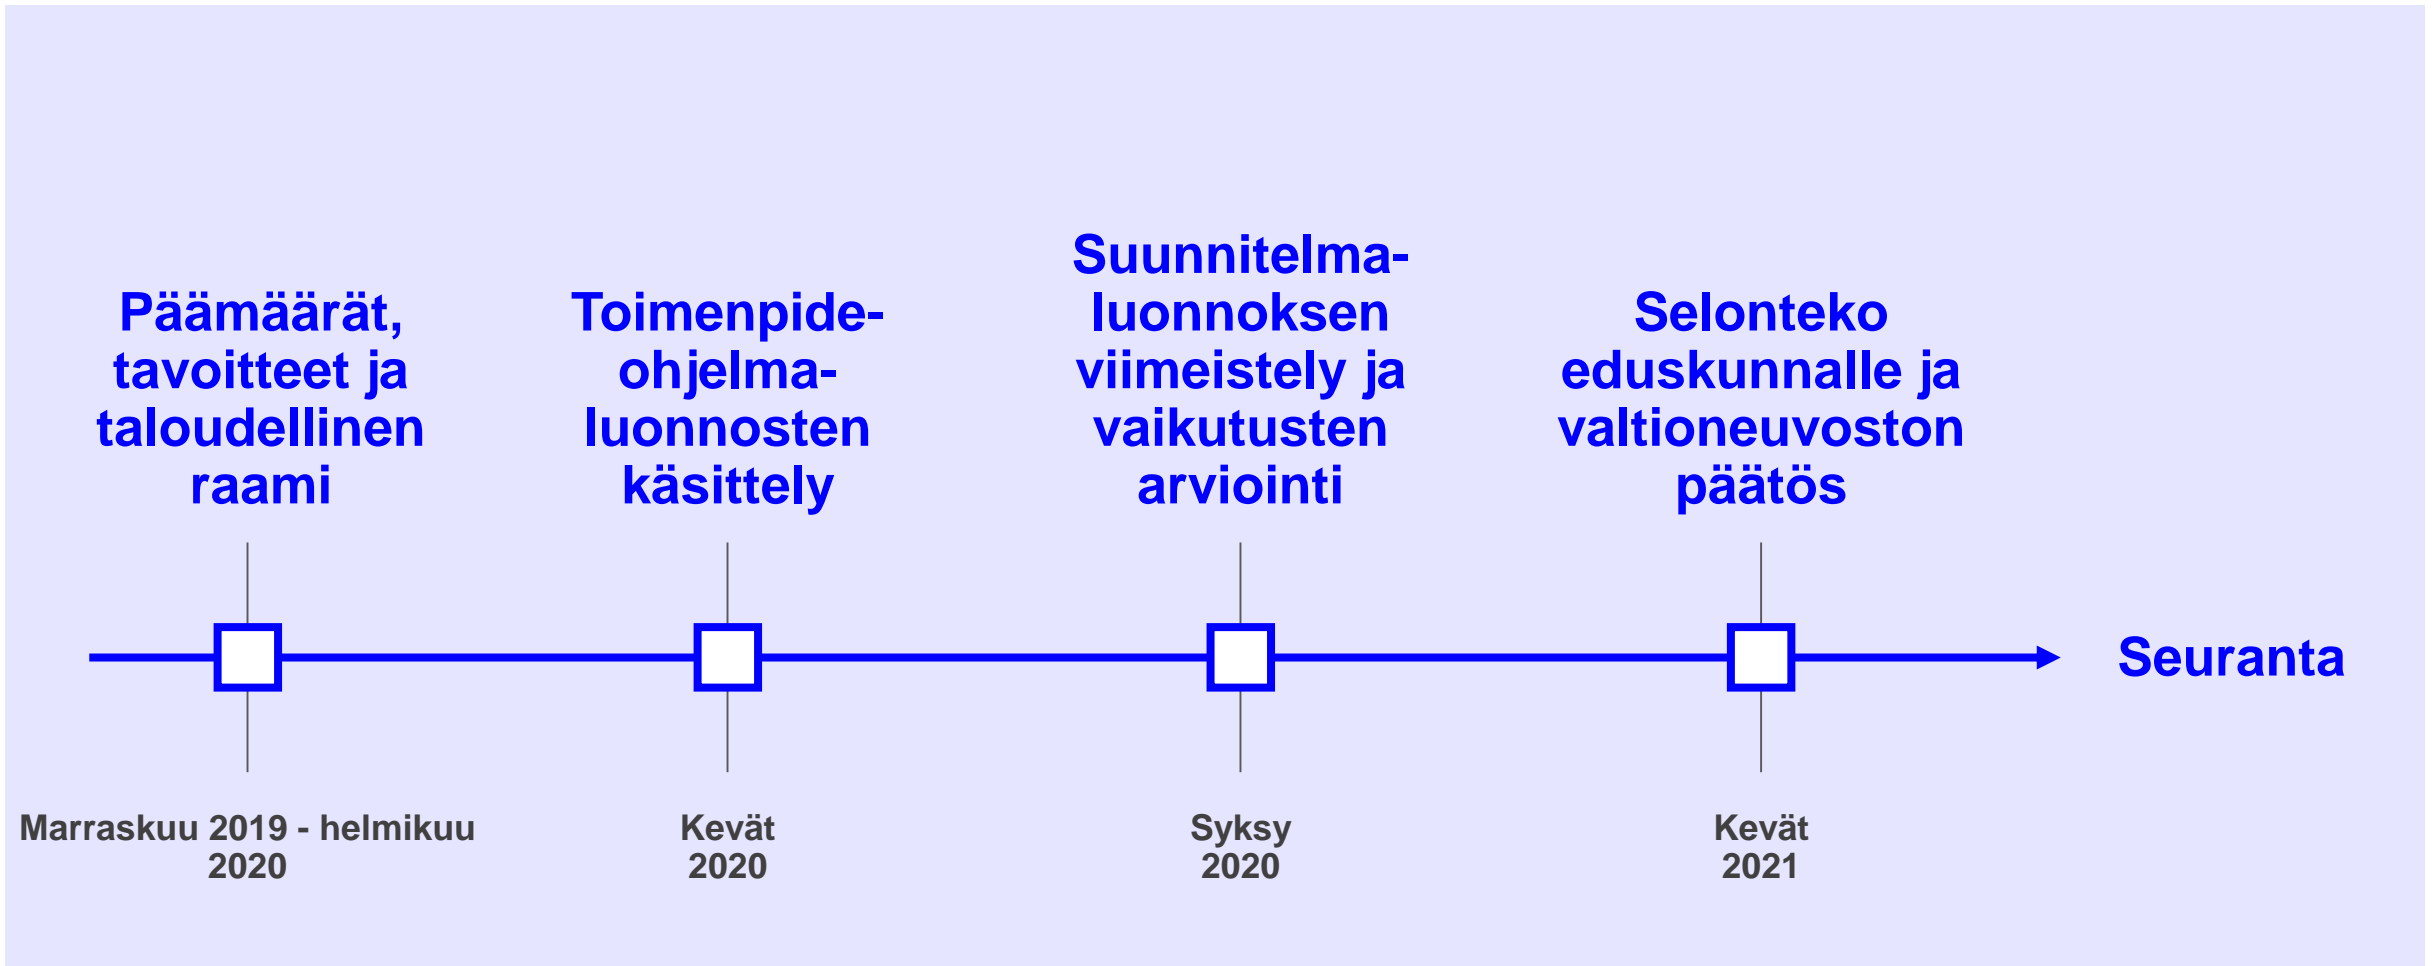 Päämäärät,
tavoitteet ja
taloudellinen
raami
Toimenpide-
ohjelma-
luonnosten
käsittely
Suunnitelma-
luonnoksen
viimeistely ja
vaikutusten
arviointi
Selonteko
eduskunnalle ja
valtioneuvoston
päätös
Seuranta
Marraskuu 2019 - helmikuu
2020
Kevät
2020
Syksy
2020
Kevät
2021